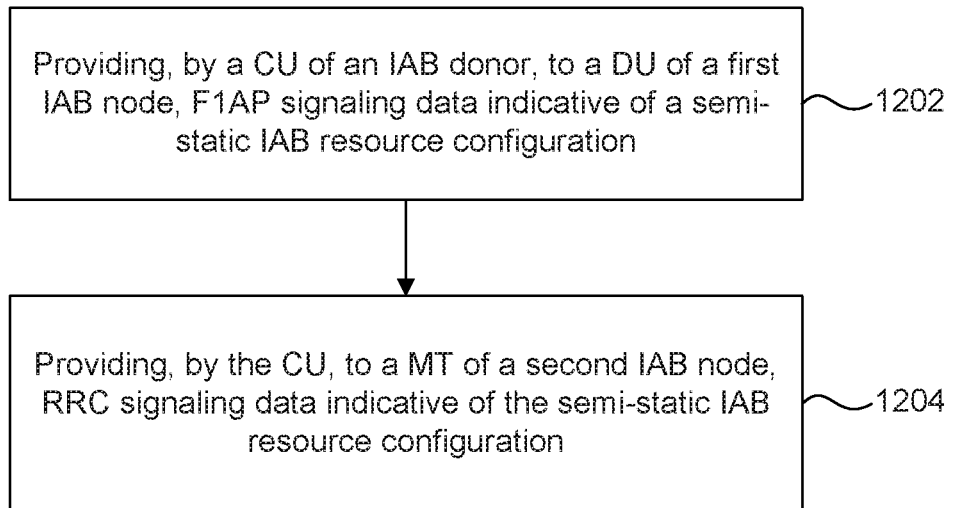 Providing, by a CU of an IAB donor, to a DU of a first
IAB node, F1AP signaling data indicative of a semi-
static IAB resource configuration
1202
Providing, by the CU, to a MT of a second IAB node,
RRC signaling data indicative of the semi-static IAB
resource configuration
1204